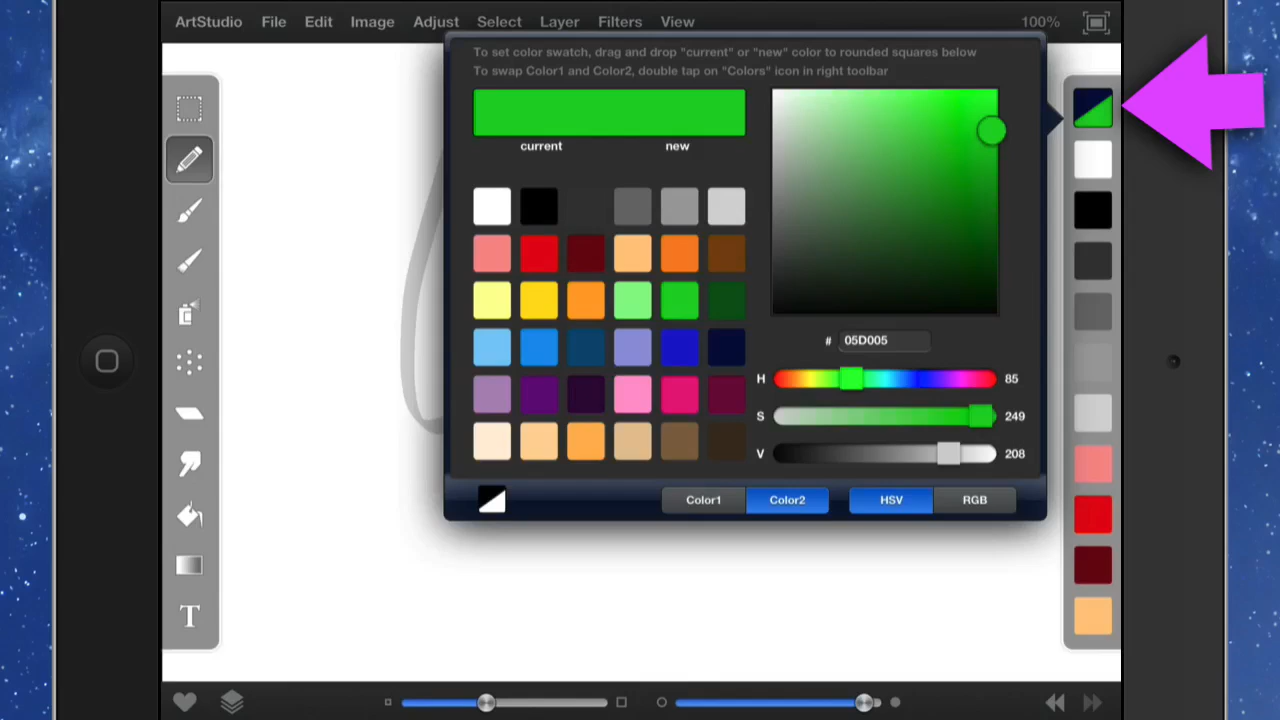 ArtStudio File Edit Image Adjust Select Layer Filters View 100%
To set color swatch, drag and drop "current" or "new" color to rounded squares below
To swap Color1 and Color2, double tap on "Colors" icon in right toolbar
current new
# 05D005
H 85
S 249
V 208
Color1 Color2 HSV RGB
T